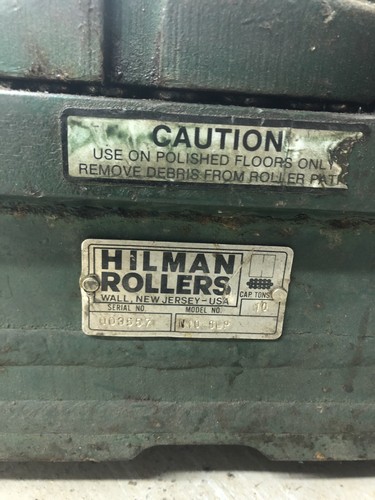 CAUTION
USE ON POLISHED FLOORS ONLY
REMOVE DEBRIS FROM ROLLER PAT
HILMAN
ROLLERS
WALL, NEW JERSEY-USA
CAP. TONS
SERIAL NO.
MODEL NO.